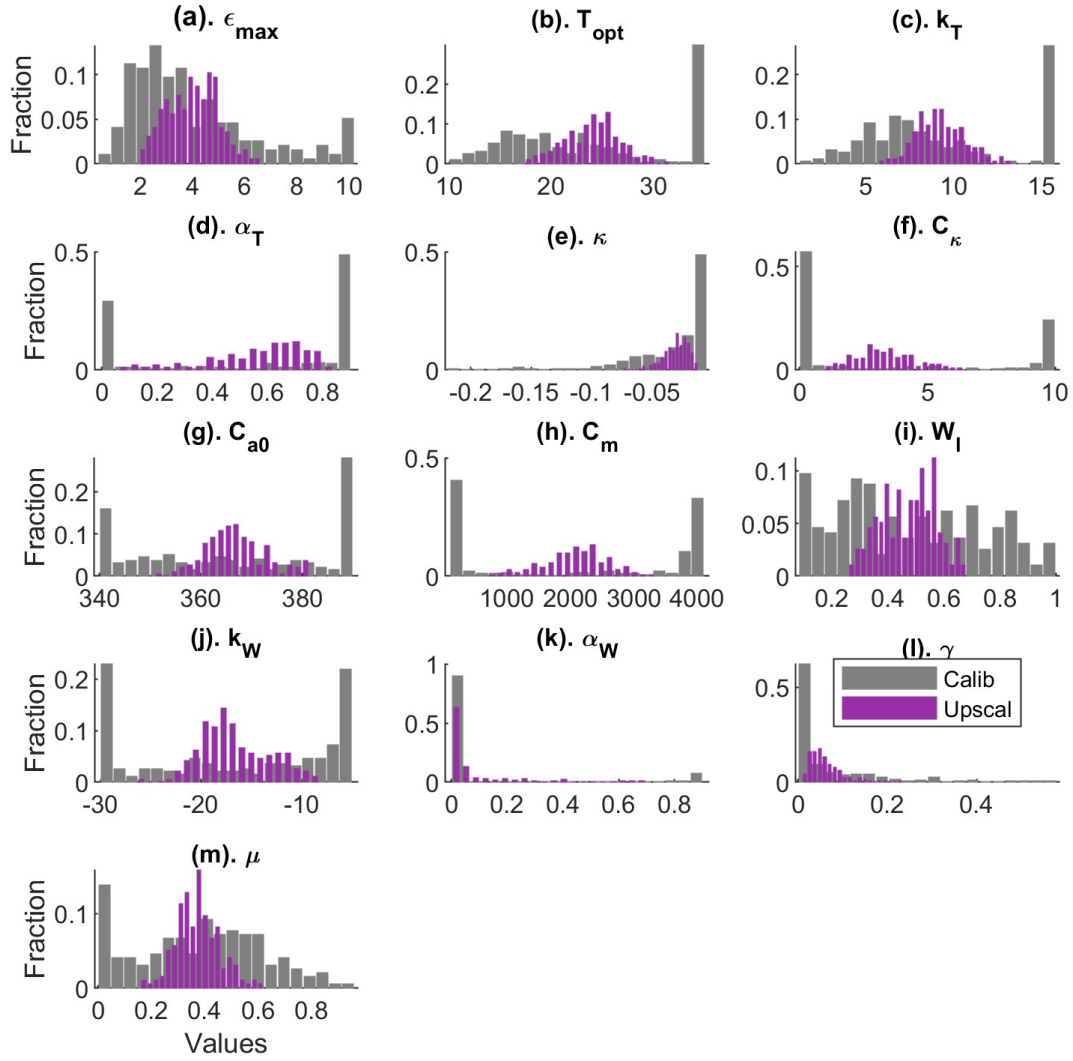 (a). ϵmax
(b). Topt
(c). kT
Fraction
0.1
0.05
0
2 4 6 8 10
0.2
0.1
0
10 20 30
0.2
0.1
0
5 10 15
(d). αT
(e). κ
(f). Cκ
Fraction
0.5
0
0 0.2 0.4 0.6 0.8
0.5
0
-0.2 -0.15 -0.1 -0.05
0.5
0
0 5 10
(g). Ca0
(h). Cm
(i). WI
Fraction
0.2
0.1
0
340 360 380
0.5
0
1000 2000 3000 4000
0.1
0.05
0
0.2 0.4 0.6 0.8 1
(j). kW
(k). αW
(l). γ
Fraction
0.2
0.1
0
-30 -20 -10
1
0.5
0
0 0.2 0.4 0.6 0.8
0.5
0
0 0.2 0.4
Calib
Upscal
(m). μ
Fraction
0.1
0
0 0.2 0.4 0.6 0.8
Values